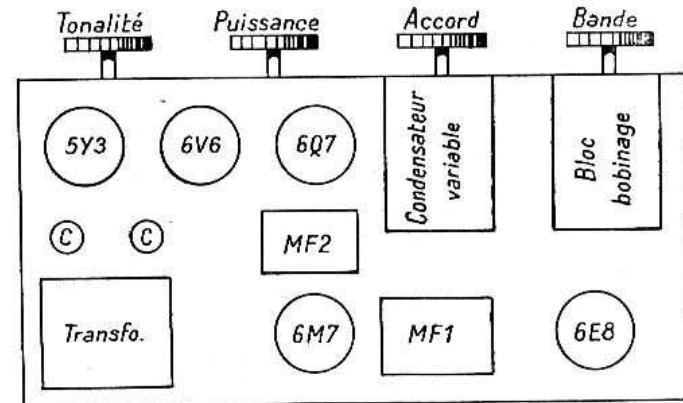 Tonalité
Puissance
Accord
Bande
5Y3
6V6
6Q7
Condensateur
variable
Bloc
bobinage
C
C
MF2
Transfo.
6M7
MF1
6E8